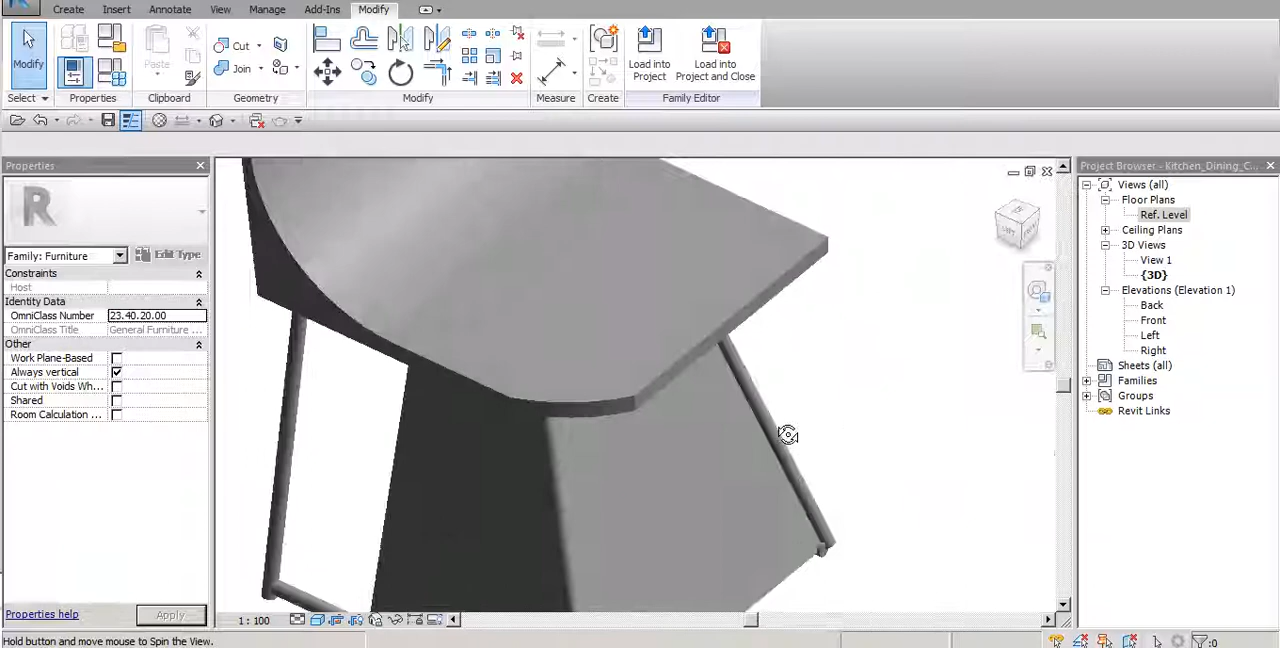 Create Insert Annotate View Manage Add-Ins Modify
Modify
Paste
Cut
Join
Load into Project
Load into Project and Close
Select Properties Clipboard Geometry Modify Measure Create Family Editor
Properties
R
Family: Furniture
Edit Type
Constraints
Host
Identity Data
OmniClass Number 23.40.20.00
OmniClass Title General Furniture ...
Other
Work Plane-Based
Always vertical
Cut with Voids Wh...
Shared
Room Calculation ...
Properties help
Apply
1 : 100
Project Browser - Kitchen_Dining_C...
Views (all)
Floor Plans
Ref. Level
Ceiling Plans
3D Views
View 1
{3D}
Elevations (Elevation 1)
Back
Front
Left
Right
Sheets (all)
Families
Groups
Revit Links
Hold button and move mouse to Spin the View.
:0